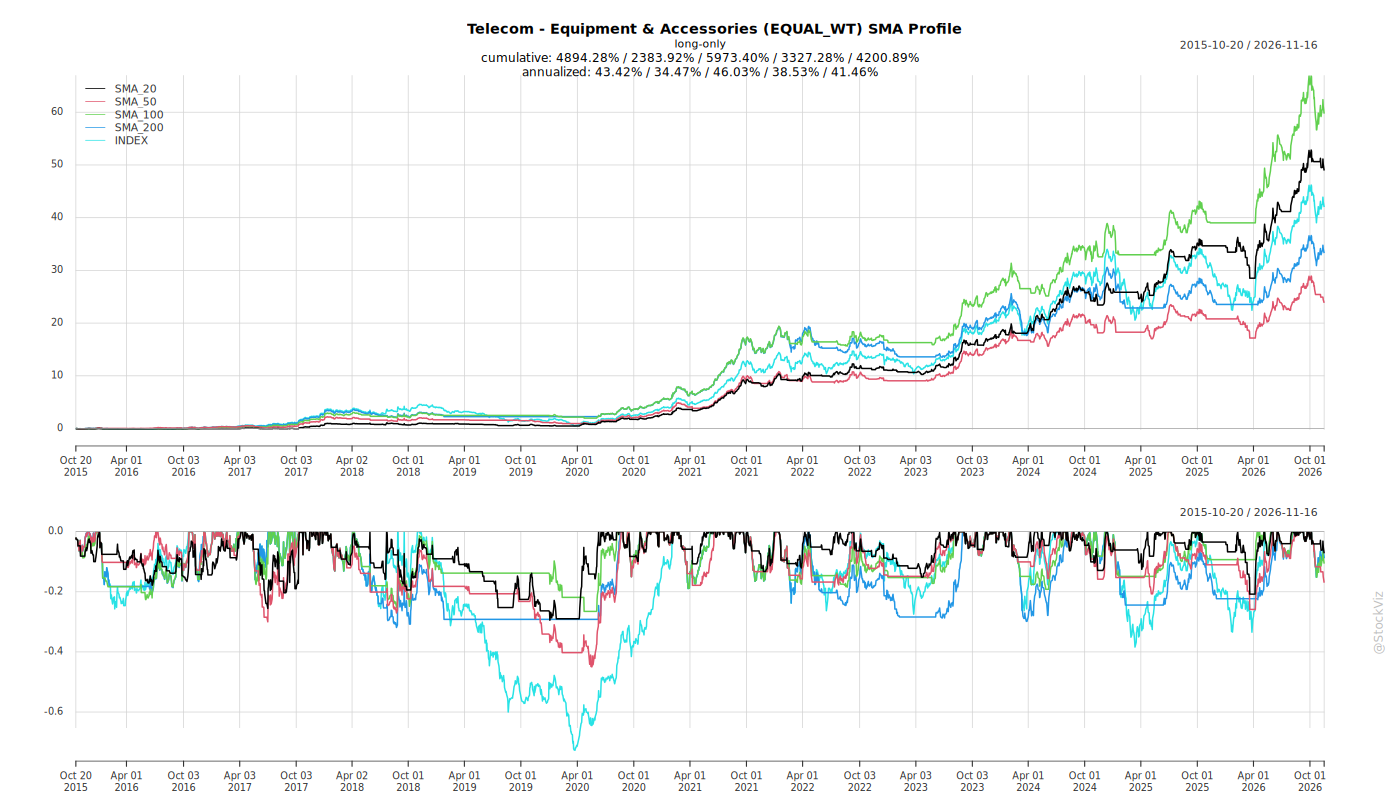 Telecom - Equipment & Accessories (EQUAL_WT) SMA Profile
long-only
2015-10-20 / 2026-11-16
cumulative: 4894.28% / 2383.92% / 5973.40% / 3327.28% / 4200.89%
annualized: 43.42% / 34.47% / 46.03% / 38.53% / 41.46%
SMA_20
SMA_50
SMA_100
SMA_200
INDEX
60
50
40
30
20
10
0
Oct 20 Apr 01 Oct 03 Apr 03 Oct 03 Apr 02 Oct 01 Apr 01 Oct 01 Apr 01 Oct 01 Apr 01 Oct 01 Apr 01 Oct 03 Apr 03 Oct 03 Apr 01 Oct 01 Apr 01 Oct 01 Apr 01 Oct 01
2015 2016 2016 2017 2017 2018 2018 2019 2019 2020 2020 2021 2021 2022 2022 2023 2023 2024 2024 2025 2025 2026 2026
2015-10-20 / 2026-11-16
0.0
-0.2
-0.4
-0.6
Oct 20 Apr 01 Oct 03 Apr 03 Oct 03 Apr 02 Oct 01 Apr 01 Oct 01 Apr 01 Oct 01 Apr 01 Oct 01 Apr 01 Oct 03 Apr 03 Oct 03 Apr 01 Oct 01 Apr 01 Oct 01 Apr 01 Oct 01
2015 2016 2016 2017 2017 2018 2018 2019 2019 2020 2020 2021 2021 2022 2022 2023 2023 2024 2024 2025 2025 2026 2026
@StockViz